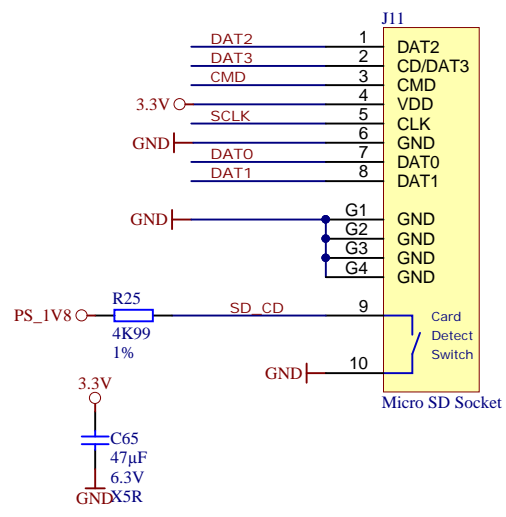 J11
DAT2 1 DAT2
DAT3 2 CD/DAT3
CMD 3 CMD
3.3V 4 VDD
SCLK 5 CLK
GND 6 GND
DAT0 7 DAT0
DAT1 8 DAT1
GND G1 GND
G2 GND
G3 GND
G4 GND
R25
PS_1V8 SD_CD 9 Card
4K99 Detect
1% Switch
GND 10
Micro SD Socket
3.3V
C65
47µF
6.3V
GND X5R